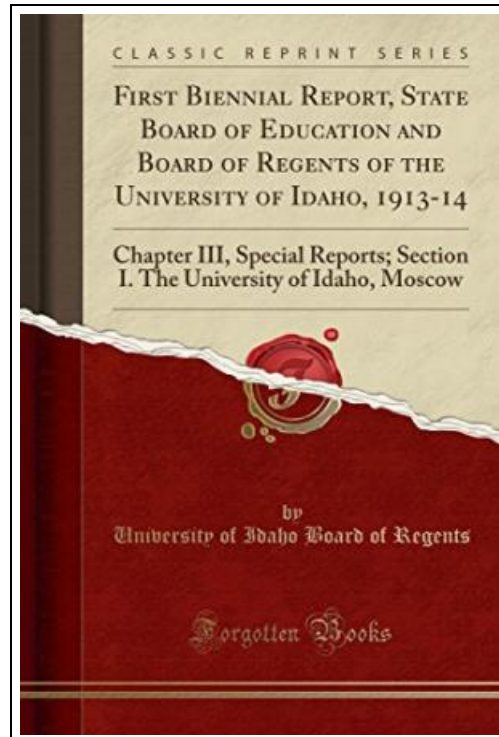 CLASSIC REPRINT SERIES
FIRST BIENNIAL REPORT, STATE
BOARD OF EDUCATION AND
BOARD OF REGENTS OF THE
UNIVERSITY OF IDAHO, 1913-14
Chapter III, Special Reports; Section
I. The University of Idaho, Moscow
by
University of Idaho Board of Regents
Forgotten Books